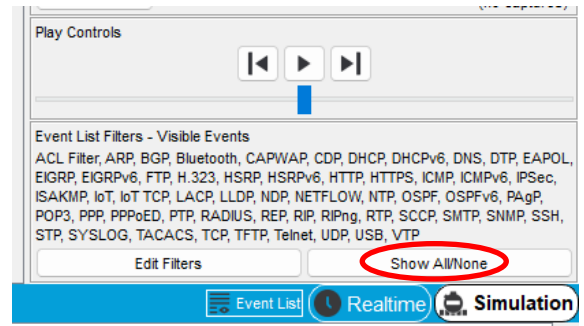 Play Controls
Event List Filters - Visible Events
ACL Filter, ARP, BGP, Bluetooth, CAPWAP, CDP, DHCP, DHCPv6, DNS, DTP, EAPOL,
EIGRP, EIGRPv6, FTP, H.323, HSRP, HSRPv6, HTTP, HTTPS, ICMP, ICMPv6, IPSec,
ISAKMP, IoT, IoT TCP, LACP, LLDP, NDP, NETFLOW, NTP, OSPF, OSPFv6, PAgP,
POP3, PPP, PPPoED, PTP, RADIUS, REP, RIP, RIPng, RTP, SCCP, SMTP, SNMP, SSH,
STP, SYSLOG, TACACS, TCP, TFTP, Telnet, UDP, USB, VTP
Edit Filters Show All/None
Event List Realtime Simulation